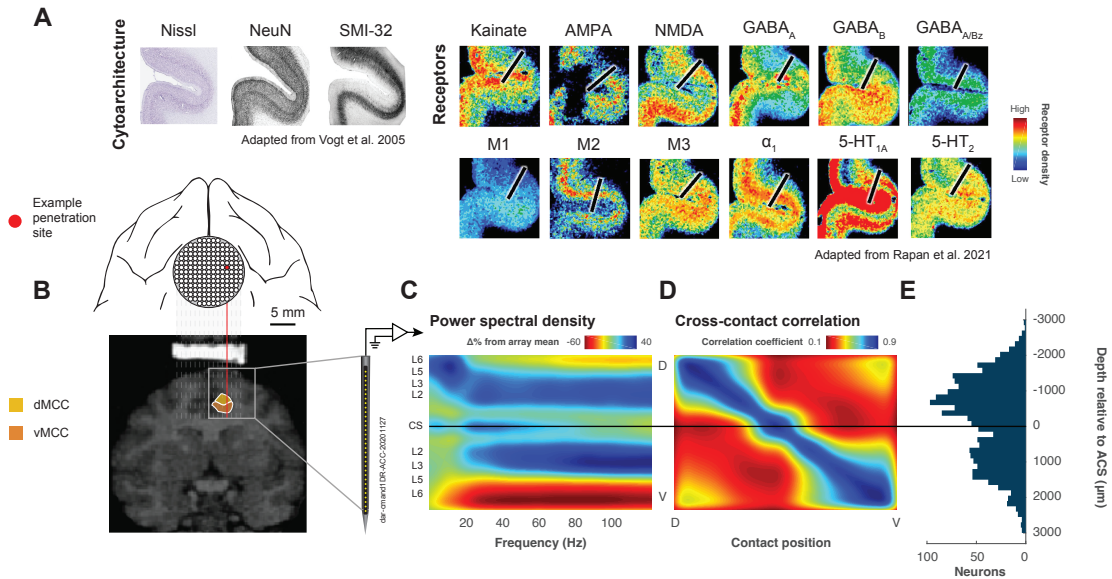 A
Cytoarchitecture
Nissl
NeuN
SMI-32
Adapted from Vogt et al. 2005
Receptors
Kainate
AMPA
NMDA
GABAA
GABAB
GABAA/Bz
M1
M2
M3
α1
5-HT1A
5-HT2
High
Low
Receptor density
Adapted from Rapan et al. 2021
Example
penetration
site
B
5 mm
dMCC
vMCC
dar-cmand1DR-ACC-20201127
C
Power spectral density
Δ% from array mean
-60
40
L6
L5
L3
L2
CS
L2
L3
L5
L6
20
40
60
80
100
Frequency (Hz)
D
Cross-contact correlation
Correlation coefficient
0.1
0.9
D
V
D
V
Contact position
E
-3000
-2000
-1000
0
1000
2000
3000
Depth relative to ACS (µm)
100
50
0
Neurons